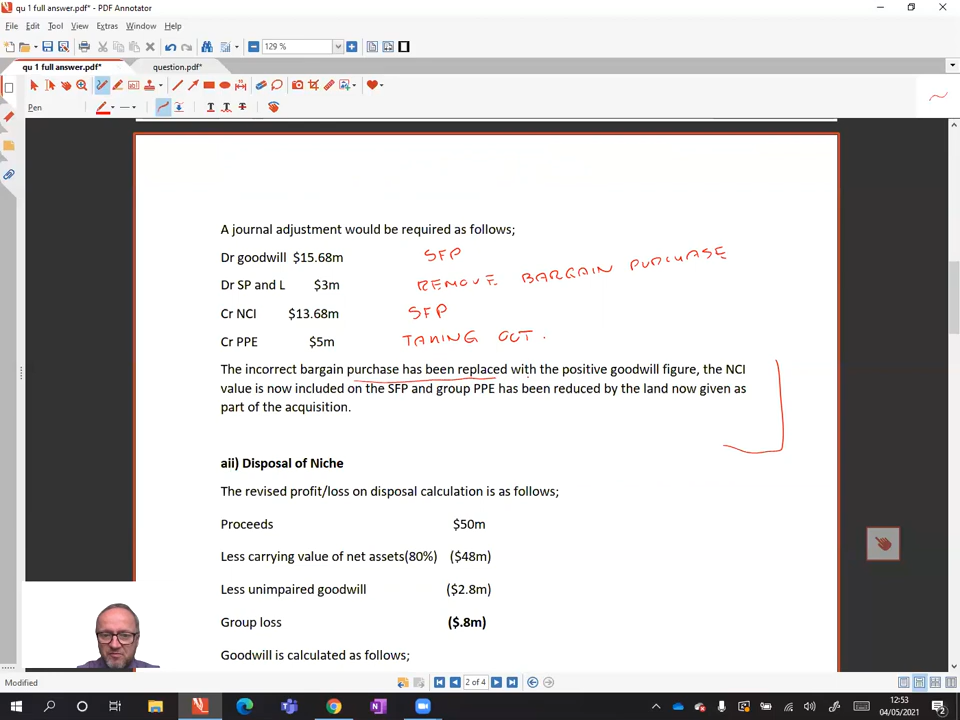 qu 1 full answer.pdf* - PDF Annotator
File Edit Tool View Extras Window Help
129 %
qu 1 full answer.pdf* question.pdf*
Pen
A journal adjustment would be required as follows;
Dr goodwill $15.68m SFP
Dr SP and L $3m REMOVE BARGAIN PURCHASE
Cr NCI $13.68m SFP
Cr PPE $5m TAKING OUT.
The incorrect bargain purchase has been replaced with the positive goodwill figure, the NCI
value is now included on the SFP and group PPE has been reduced by the land now given as
part of the acquisition.
aii) Disposal of Niche
The revised profit/loss on disposal calculation is as follows;
Proceeds $50m
Less carrying value of net assets(80%) ($48m)
Less unimpaired goodwill ($2.8m)
Group loss ($.8m)
Goodwill is calculated as follows;
Modified
2 of 4
12:53
04/05/2021
2